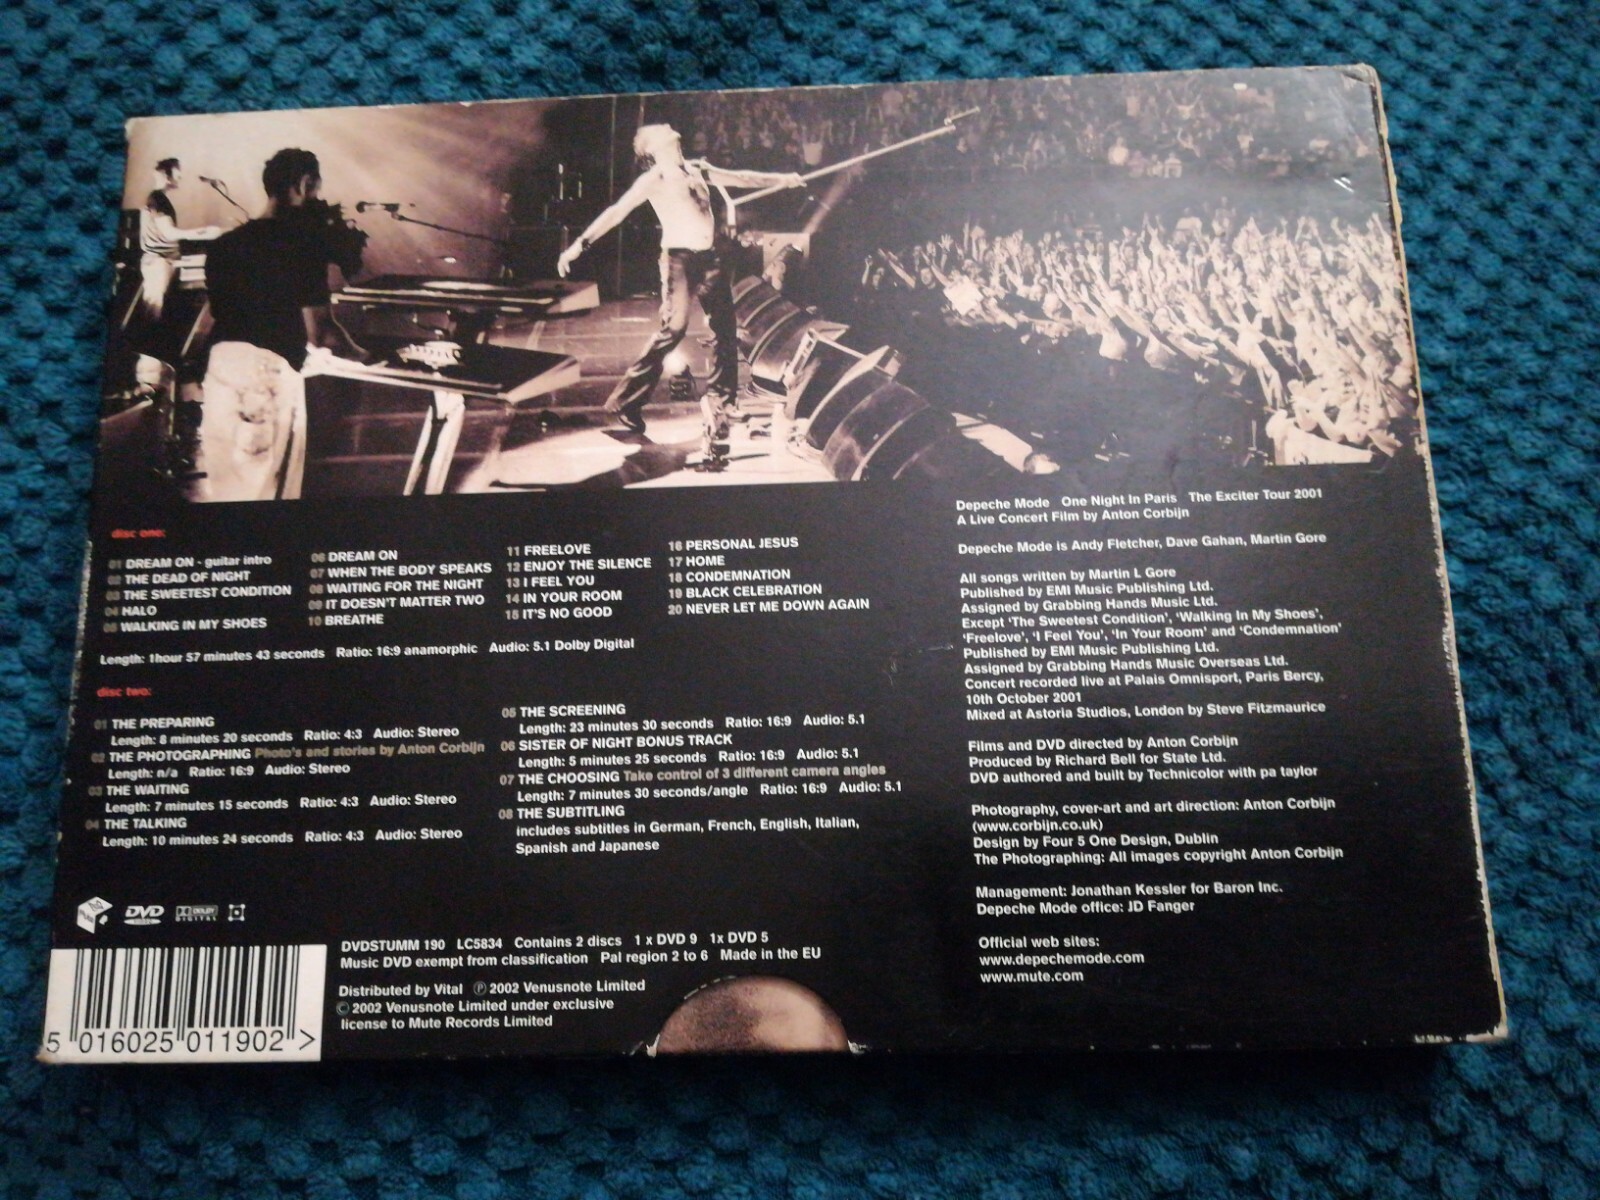 disc one:
01 DREAM ON - guitar intro
02 THE DEAD OF NIGHT
03 THE SWEETEST CONDITION
04 HALO
05 WALKING IN MY SHOES
06 DREAM ON
07 WHEN THE BODY SPEAKS
08 WAITING FOR THE NIGHT
09 IT DOESN'T MATTER TWO
10 BREATHE
11 FREELOVE
12 ENJOY THE SILENCE
13 I FEEL YOU
14 IN YOUR ROOM
15 IT'S NO GOOD
16 PERSONAL JESUS
17 HOME
18 CONDEMNATION
19 BLACK CELEBRATION
20 NEVER LET ME DOWN AGAIN
Length: 1hour 57 minutes 43 seconds Ratio: 16:9 anamorphic Audio: 5.1 Dolby Digital
disc two:
01 THE PREPARING
Length: 8 minutes 20 seconds Ratio: 4:3 Audio: Stereo
02 THE PHOTOGRAPHING Photo's and stories by Anton Corbijn
Length: n/a Ratio: 16:9 Audio: Stereo
03 THE WAITING
Length: 7 minutes 15 seconds Ratio: 4:3 Audio: Stereo
04 THE TALKING
Length: 10 minutes 24 seconds Ratio: 4:3 Audio: Stereo
05 THE SCREENING
Length: 23 minutes 30 seconds Ratio: 16:9 Audio: 5.1
06 SISTER OF NIGHT BONUS TRACK
Length: 5 minutes 25 seconds Ratio: 16:9 Audio: 5.1
07 THE CHOOSING Take control of 3 different camera angles
Length: 7 minutes 30 seconds/angle Ratio: 16:9 Audio: 5.1
08 THE SUBTITLING
includes subtitles in German, French, English, Italian,
Spanish and Japanese
Depeche Mode One Night In Paris The Exciter Tour 2001
A Live Concert Film by Anton Corbijn
Depeche Mode is Andy Fletcher, Dave Gahan, Martin Gore
All songs written by Martin L Gore
Published by EMI Music Publishing Ltd.
Assigned by Grabbing Hands Music Ltd.
Except 'The Sweetest Condition', 'Walking In My Shoes',
'Freelove', 'I Feel You', 'In Your Room' and 'Condemnation'
Published by EMI Music Publishing Ltd.
Assigned by Grabbing Hands Music Overseas Ltd.
Concert recorded live at Palais Omnisport, Paris Bercy,
10th October 2001
Mixed at Astoria Studios, London by Steve Fitzmaurice
Films and DVD directed by Anton Corbijn
Produced by Richard Bell for State Ltd.
DVD authored and built by Technicolor with pa taylor
Photography, cover-art and art direction: Anton Corbijn
(www.corbijn.co.uk)
Design by Four 5 One Design, Dublin
The Photographing: All images copyright Anton Corbijn
Management: Jonathan Kessler for Baron Inc.
Depeche Mode office: JD Fanger
Official web sites:
www.depechemode.com
www.mute.com
DVD
DOLBY
DIGITAL
DVDSTUMM 190 LC5834 Contains 2 discs 1 x DVD 9 1x DVD 5
Music DVD exempt from classification Pal region 2 to 6 Made in the EU
Distributed by Vital Ⓟ 2002 Venusnote Limited
© 2002 Venusnote Limited under exclusive
license to Mute Records Limited
5 016025 011902 >